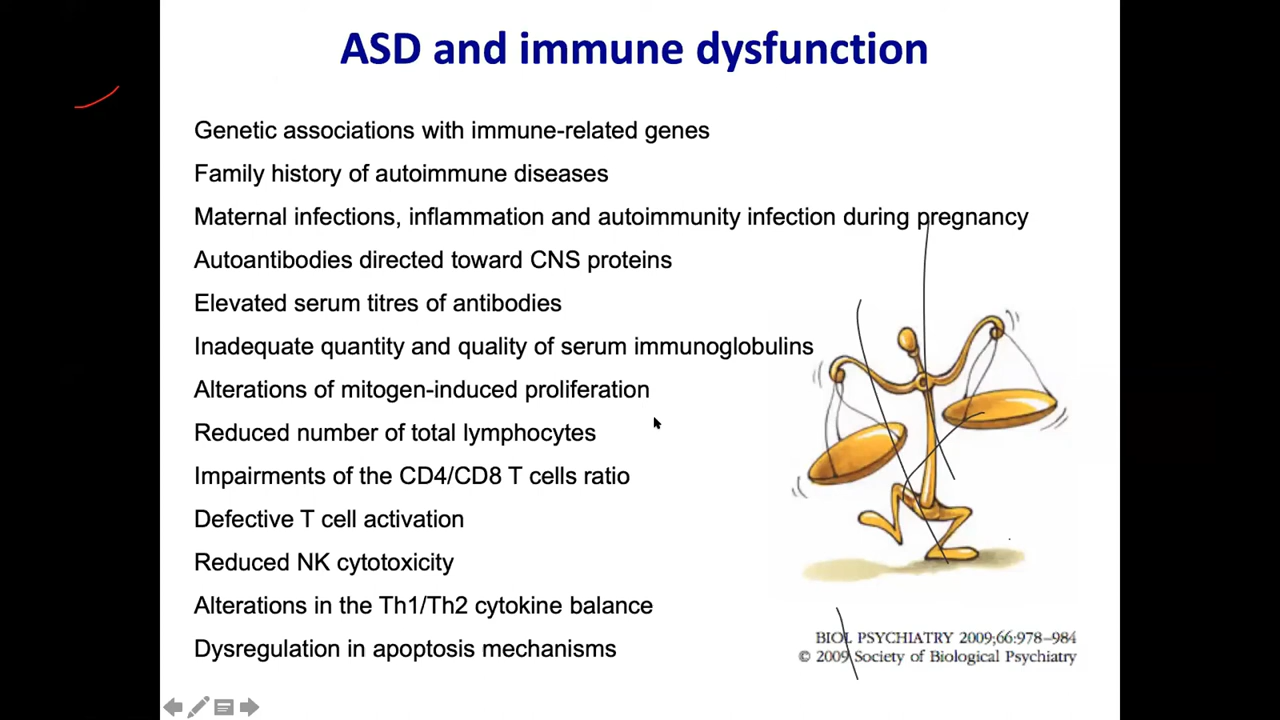 ASD and immune dysfunction
Genetic associations with immune-related genes
Family history of autoimmune diseases
Maternal infections, inflammation and autoimmunity infection during pregnancy
Autoantibodies directed toward CNS proteins
Elevated serum titres of antibodies
Inadequate quantity and quality of serum immunoglobulins
Alterations of mitogen-induced proliferation
Reduced number of total lymphocytes
Impairments of the CD4/CD8 T cells ratio
Defective T cell activation
Reduced NK cytotoxicity
Alterations in the Th1/Th2 cytokine balance
Dysregulation in apoptosis mechanisms
BIOL PSYCHIATRY 2009;66:978–984
© 2009 Society of Biological Psychiatry